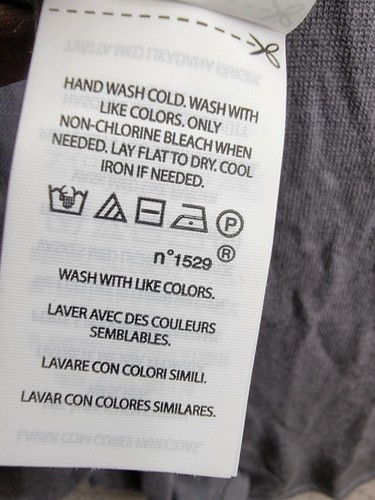 HAND WASH COLD. WASH WITH
LIKE COLORS. ONLY
NON-CHLORINE BLEACH WHEN
NEEDED. LAY FLAT TO DRY. COOL
IRON IF NEEDED.
P
n°1529 ®
WASH WITH LIKE COLORS.
LAVER AVEC DES COULEURS
SEMBLABLES.
LAVARE CON COLORI SIMILI.
LAVAR CON COLORES SIMILARES.